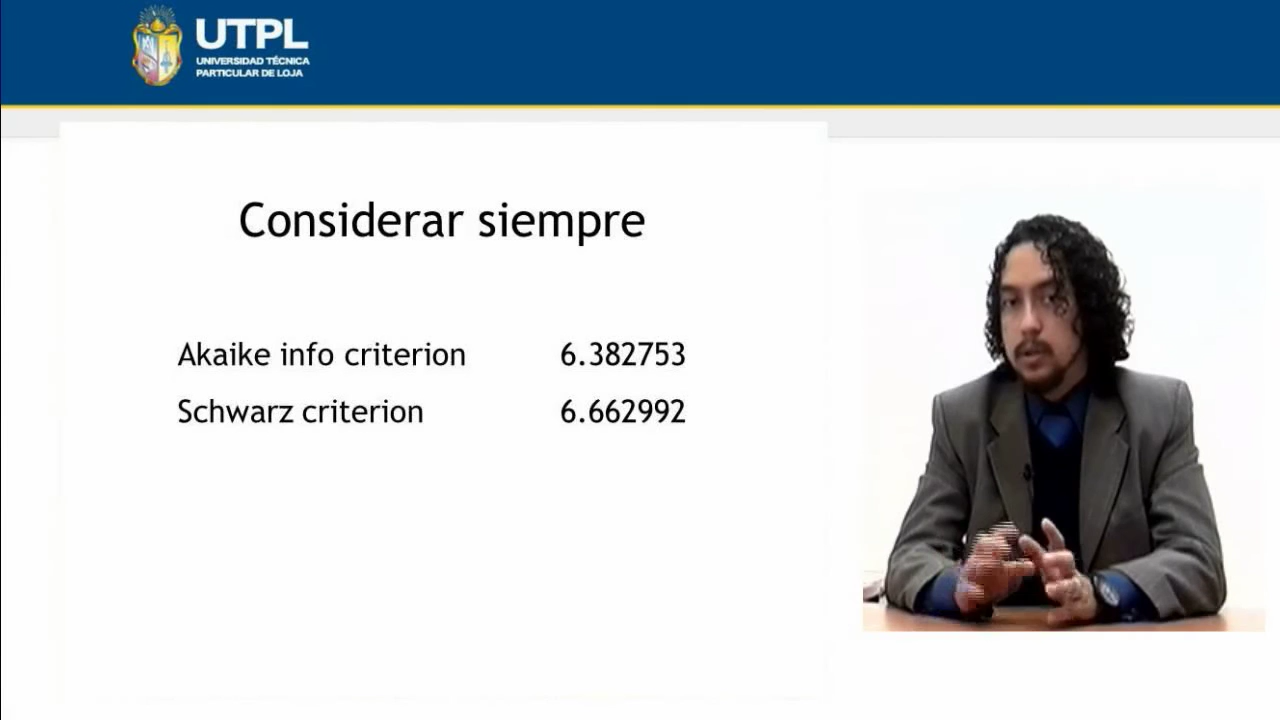 UTPL
UNIVERSIDAD TÉCNICA
PARTICULAR DE LOJA
Considerar siempre
Akaike info criterion 6.382753
Schwarz criterion 6.662992